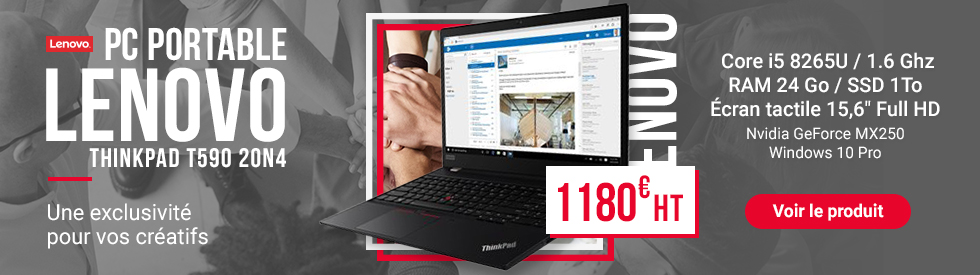 Lenovo.
PC PORTABLE
LENOVO
THINKPAD T590 20N4
Une exclusivité
pour vos créatifs
ThinkPad
ENOVO
1180€ HT
Core i5 8265U / 1.6 Ghz
RAM 24 Go / SSD 1To
Écran tactile 15,6" Full HD
Nvidia GeForce MX250
Windows 10 Pro
Voir le produit